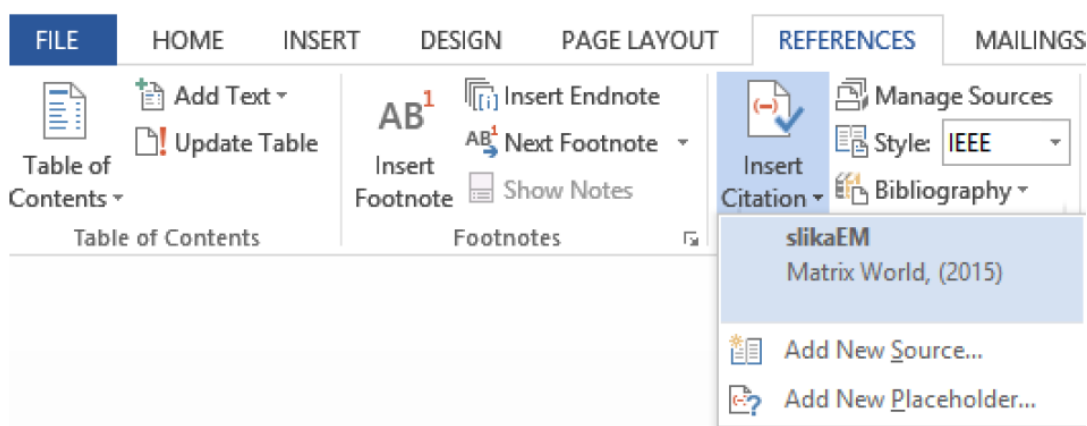 FILE HOME INSERT DESIGN PAGE LAYOUT REFERENCES MAILINGS
Table of
Contents
Add Text
Update Table
Table of Contents
AB1
Insert
Footnote
[i] Insert Endnote
AB1 Next Footnote
Show Notes
Footnotes
Insert
Citation
Manage Sources
Style: IEEE
Bibliography
slikaEM
Matrix World, (2015)
Add New Source...
Add New Placeholder...